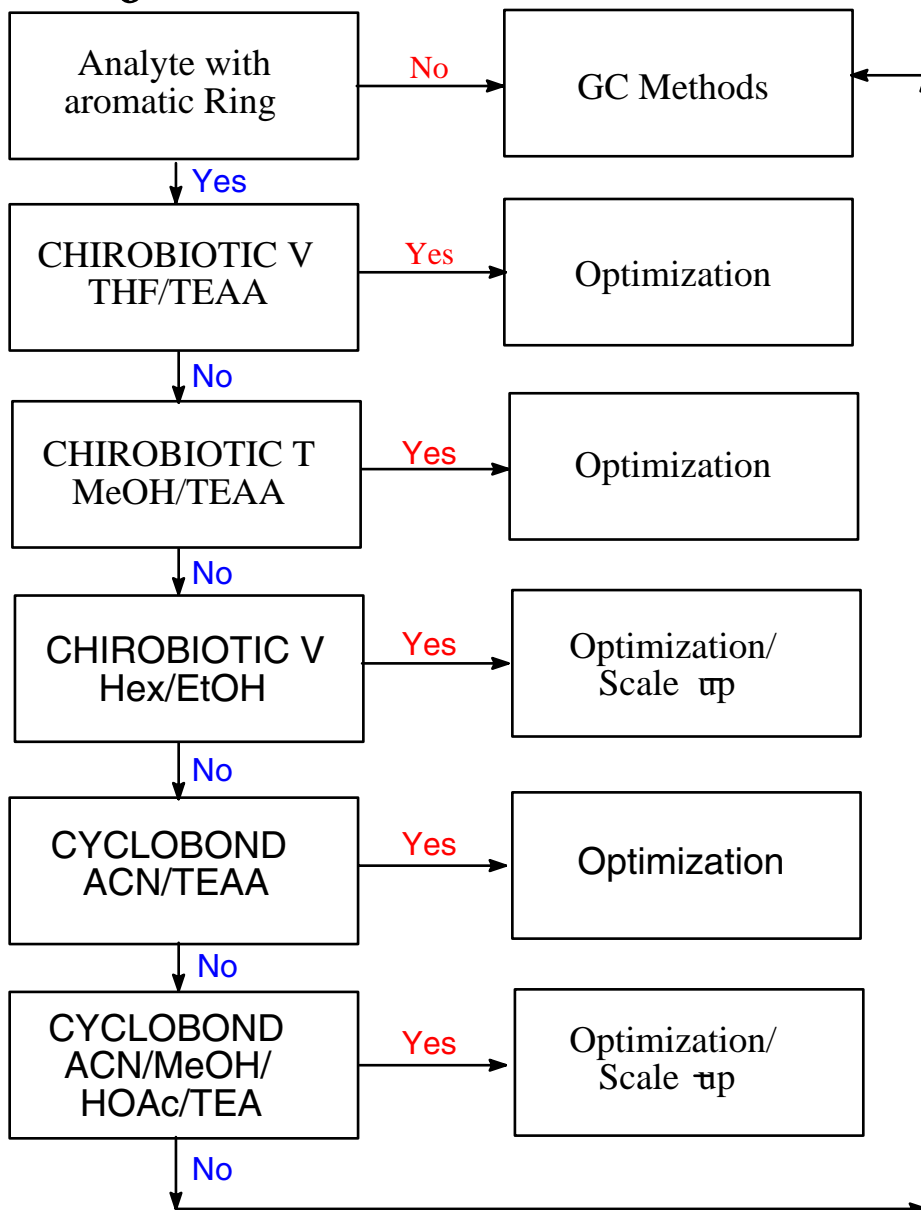 Analyte with
aromatic Ring
No
GC Methods
Yes
CHIROBIOTIC V
THF/TEAA
Yes
Optimization
No
CHIROBIOTIC T
MeOH/TEAA
Yes
Optimization
No
CHIROBIOTIC V
Hex/EtOH
Yes
Optimization/
Scale up
No
CYCLOBOND
ACN/TEAA
Yes
Optimization
No
CYCLOBOND
ACN/MeOH/
HOAc/TEA
Yes
Optimization/
Scale up
No